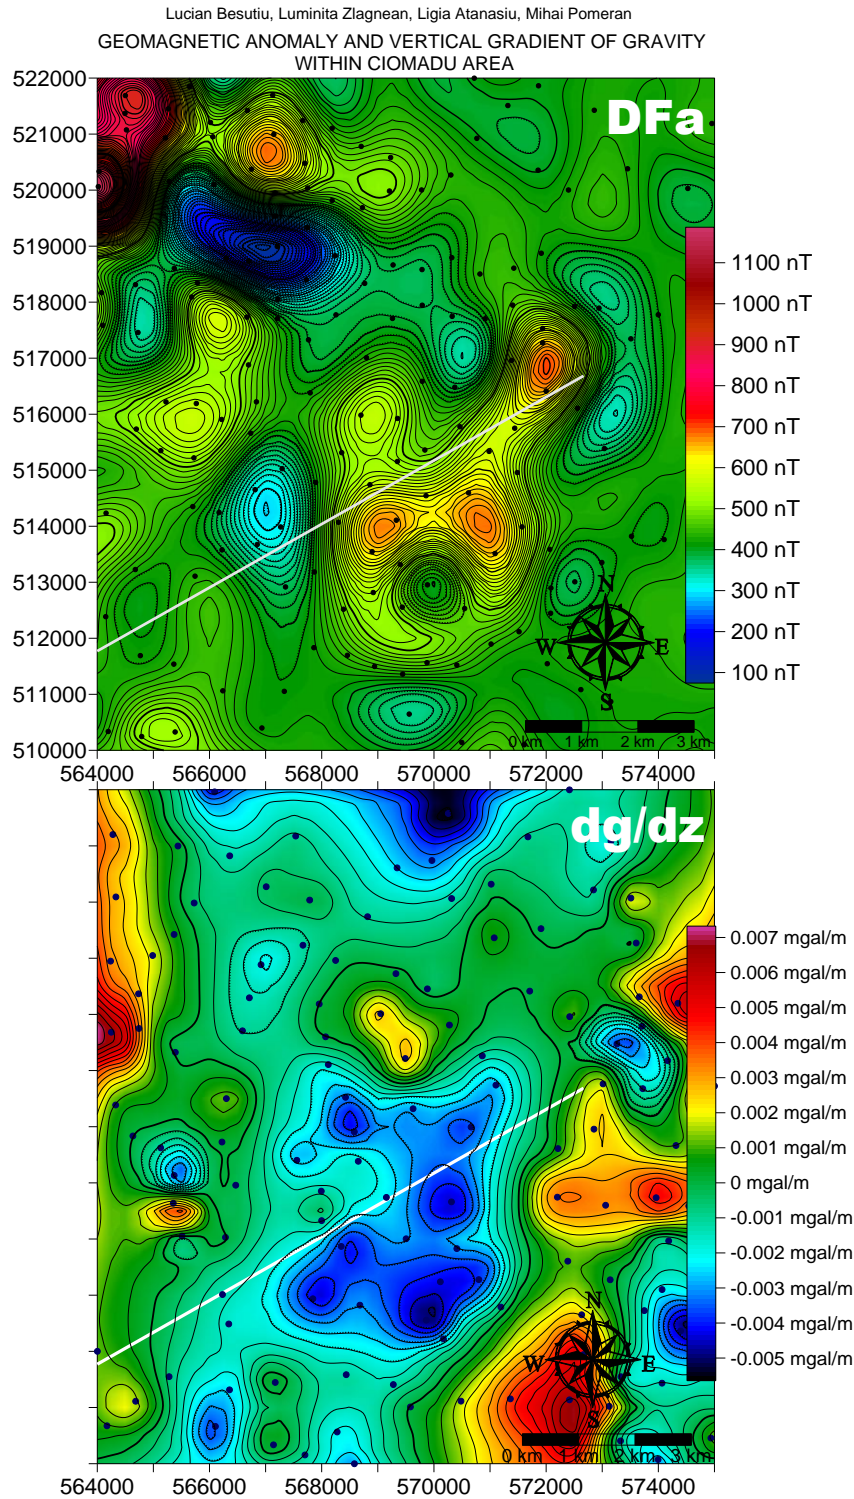 Lucian Besutiu, Luminita Zlagnean, Ligia Atanasiu, Mihai Pomeran
GEOMAGNETIC ANOMALY AND VERTICAL GRADIENT OF GRAVITY
WITHIN CIOMADU AREA
DFa
522000
521000
520000
519000
518000
517000
516000
515000
514000
513000
512000
511000
510000
1100 nT
1000 nT
900 nT
800 nT
700 nT
600 nT
500 nT
400 nT
300 nT
200 nT
100 nT
N
W E
S
0 km 1 km 2 km 3 km
564000 566000 568000 570000 572000 574000
dg/dz
0.007 mgal/m
0.006 mgal/m
0.005 mgal/m
0.004 mgal/m
0.003 mgal/m
0.002 mgal/m
0.001 mgal/m
0 mgal/m
-0.001 mgal/m
-0.002 mgal/m
-0.003 mgal/m
-0.004 mgal/m
-0.005 mgal/m
N
W E
S
0 km 1 km 2 km 3 km
564000 566000 568000 570000 572000 574000